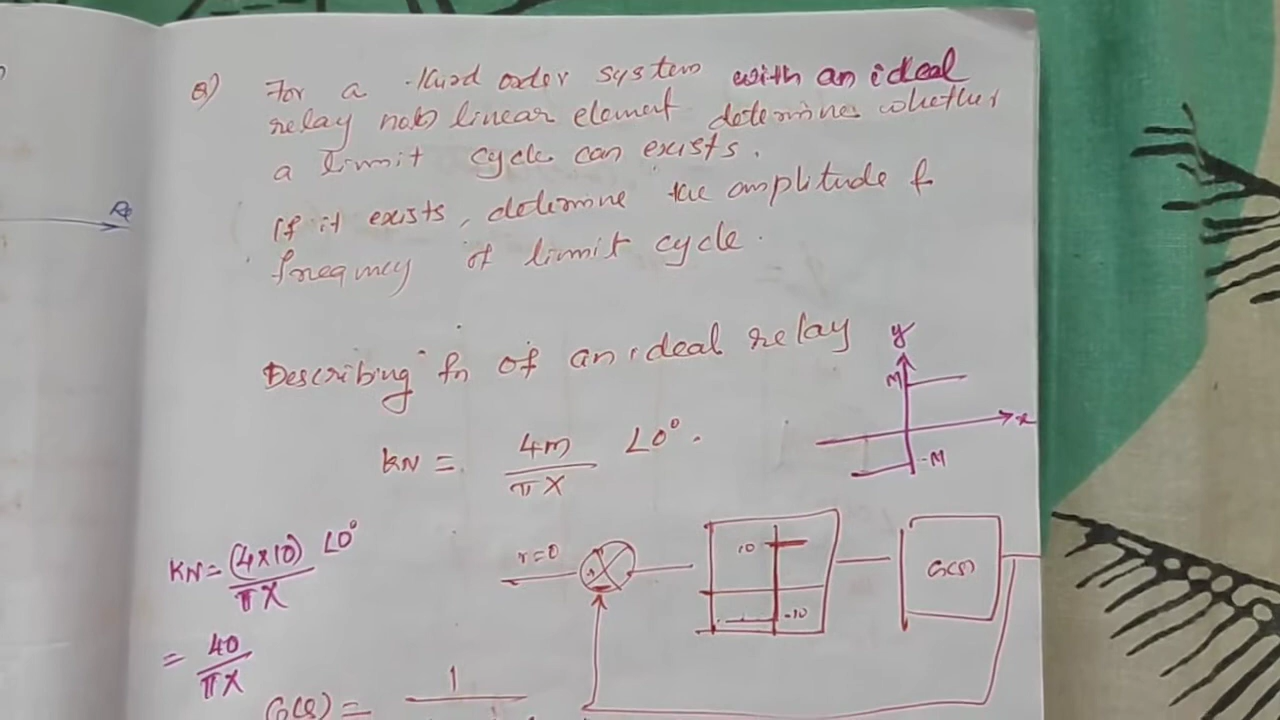 Q) For a third order system with an ideal
relay non linear element determines whether
a limit cycle can exists.
If it exists, determine the amplitude &
frequency of limit cycle.
Describing fn of an ideal relay
y
M
x
-M
KN = 4m / πX ∠0°.
KN = (4×10) / πX ∠0°
= 40 / πX
r=0
10
-10
G(s)
G(s) = 1